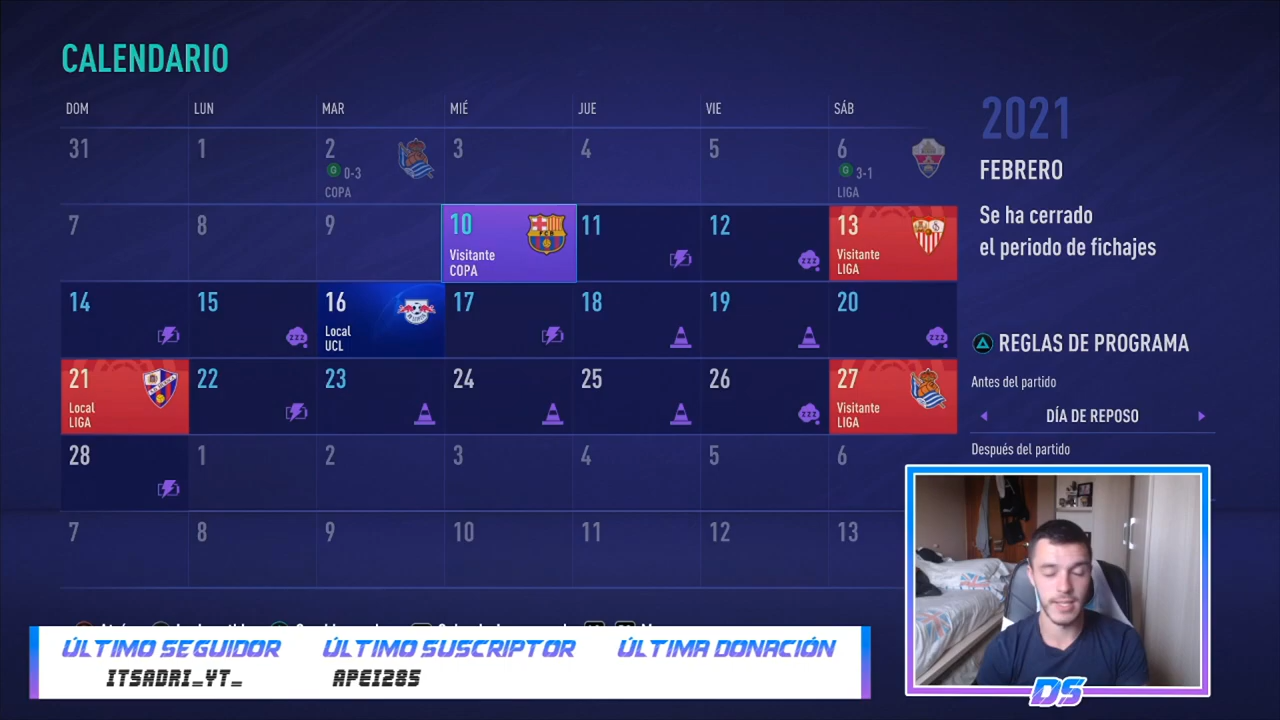 CALENDARIO
DOM LUN MAR MIÉ JUE VIE SÁB
31 1 2 3 4 5 6
G 0-3 G 3-1
COPA LIGA
7 8 9 10 11 12 13
Visitante Visitante
COPA LIGA
14 15 16 17 18 19 20
Local
UCL
21 22 23 24 25 26 27
Local Visitante
LIGA LIGA
28 1 2 3 4 5 6
7 8 9 10 11 12 13
2021
FEBRERO
Se ha cerrado
el periodo de fichajes
REGLAS DE PROGRAMA
Antes del partido
DÍA DE REPOSO
Después del partido
ÚLTIMO SEGUIDOR ÚLTIMO SUSCRIPTOR ÚLTIMA DONACIÓN
ITSADRI_YT_ APEI285
DS